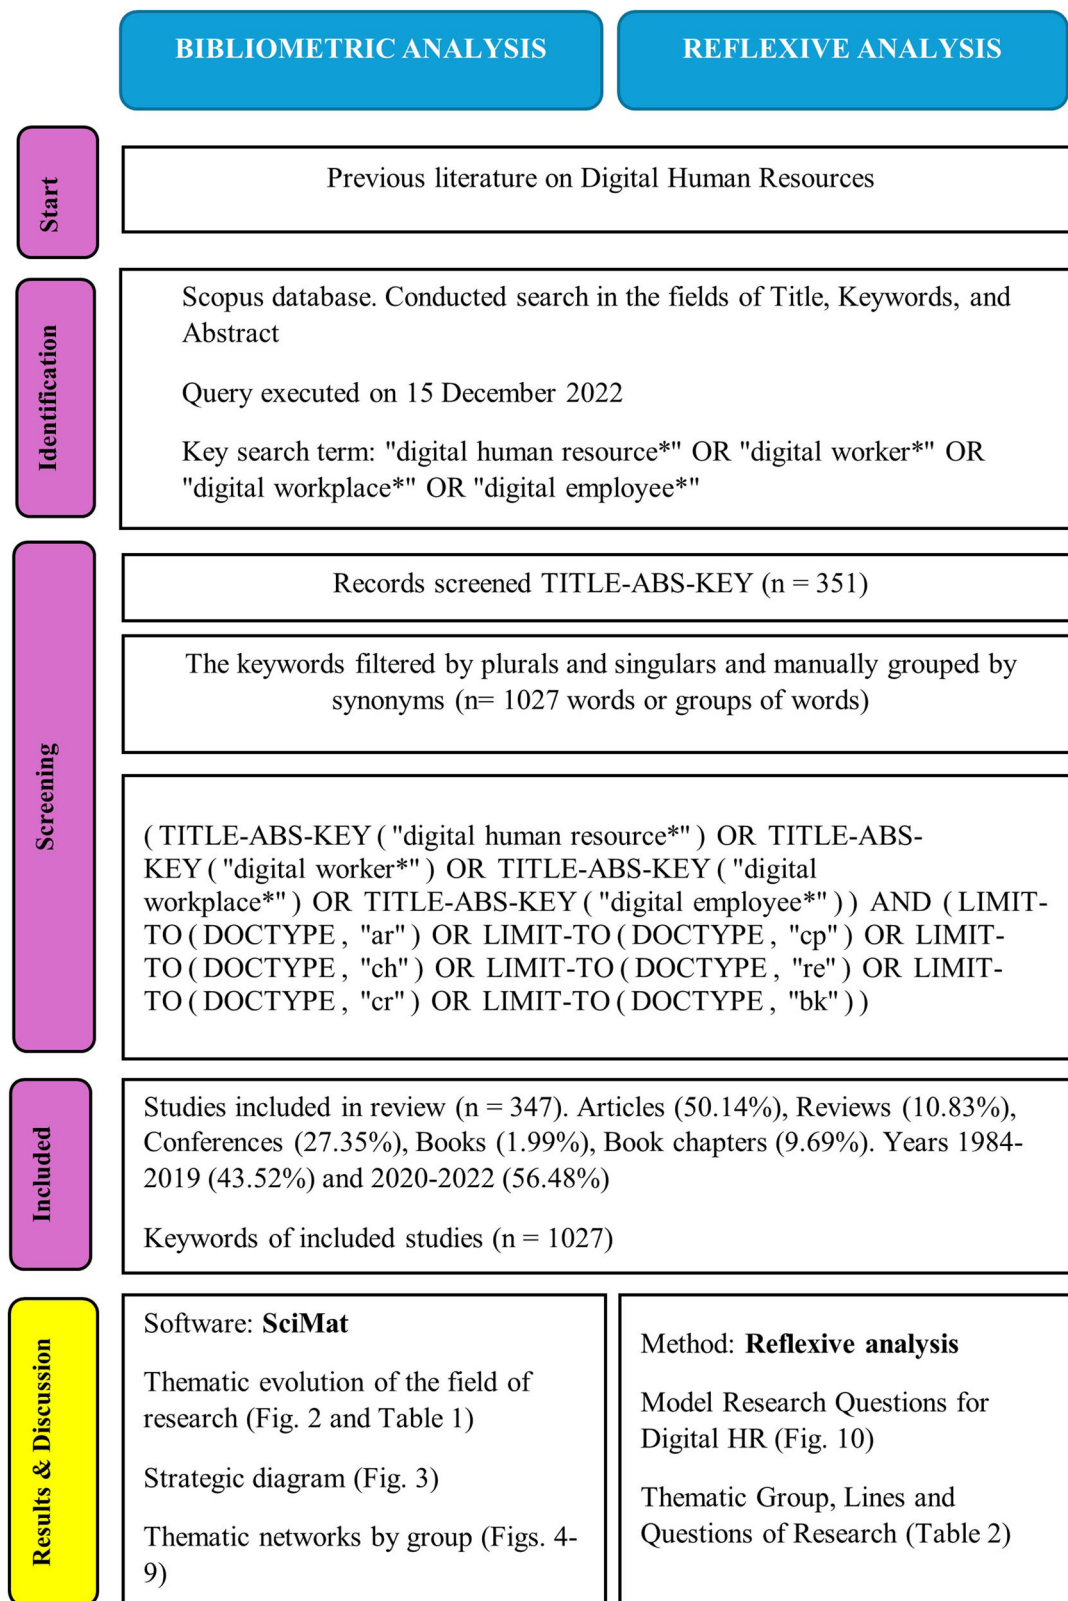 BIBLIOMETRIC ANALYSIS
REFLEXIVE ANALYSIS
Start
Previous literature on Digital Human Resources
Identification
Scopus database. Conducted search in the fields of Title, Keywords, and
Abstract
Query executed on 15 December 2022
Key search term: "digital human resource*" OR "digital worker*" OR
"digital workplace*" OR "digital employee*"
Screening
Records screened TITLE-ABS-KEY (n = 351)
The keywords filtered by plurals and singulars and manually grouped by
synonyms (n= 1027 words or groups of words)
( TITLE-ABS-KEY ( "digital human resource*" ) OR TITLE-ABS-
KEY ( "digital worker*" ) OR TITLE-ABS-KEY ( "digital
workplace*" ) OR TITLE-ABS-KEY ( "digital employee*" ) ) AND ( LIMIT-
TO ( DOCTYPE , "ar" ) OR LIMIT-TO ( DOCTYPE , "cp" ) OR LIMIT-
TO ( DOCTYPE , "ch" ) OR LIMIT-TO ( DOCTYPE , "re" ) OR LIMIT-
TO ( DOCTYPE , "cr" ) OR LIMIT-TO ( DOCTYPE , "bk" ) )
Included
Studies included in review (n = 347). Articles (50.14%), Reviews (10.83%),
Conferences (27.35%), Books (1.99%), Book chapters (9.69%). Years 1984-
2019 (43.52%) and 2020-2022 (56.48%)
Keywords of included studies (n = 1027)
Results & Discussion
Software: SciMat
Thematic evolution of the field of
research (Fig. 2 and Table 1)
Strategic diagram (Fig. 3)
Thematic networks by group (Figs. 4-
9)
Method: Reflexive analysis
Model Research Questions for
Digital HR (Fig. 10)
Thematic Group, Lines and
Questions of Research (Table 2)